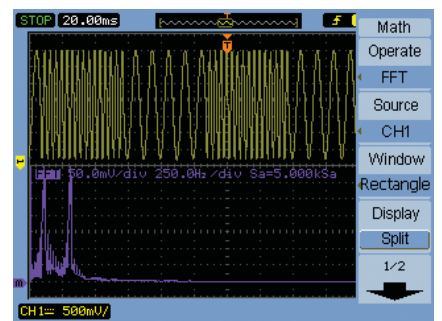 STOP 20.00ms
T
Math
Operate
FFT
Source
CH1
Window
Rectangle
Display
Split
1/2
1
FFT 50.0mV/div 250.0Hz/div Sa=5.000kSa
M
CH1 500mV/